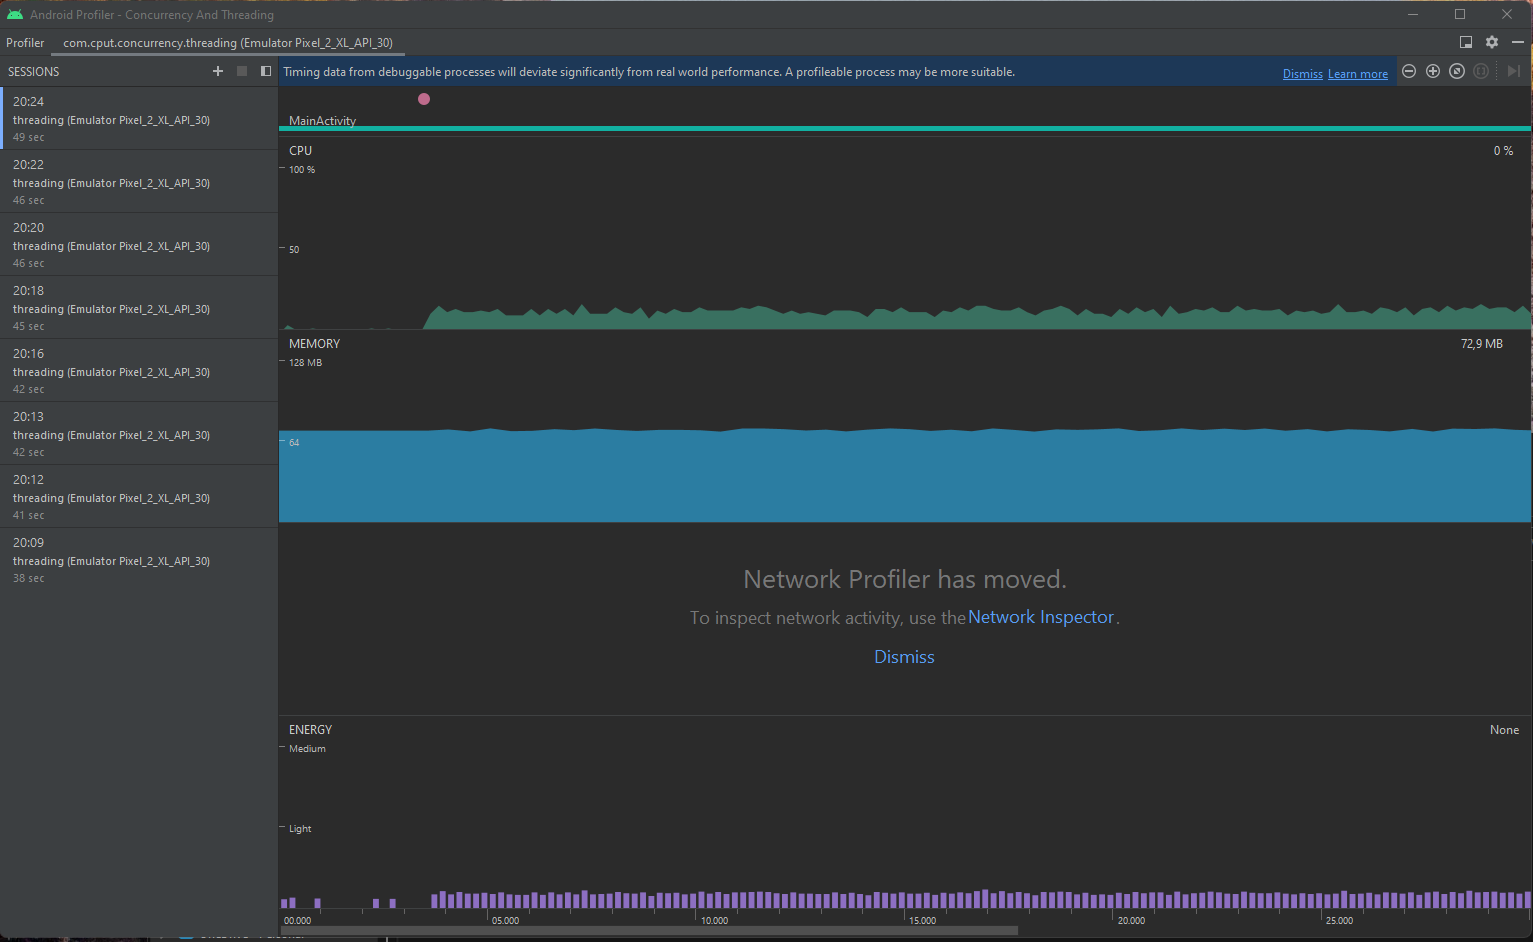 Android Profiler - Concurrency And Threading
Profiler com.cput.concurrency.threading (Emulator Pixel_2_XL_API_30)
SESSIONS
Timing data from debuggable processes will deviate significantly from real world performance. A profileable process may be more suitable.
Dismiss Learn more
20:24
threading (Emulator Pixel_2_XL_API_30)
49 sec
20:22
threading (Emulator Pixel_2_XL_API_30)
46 sec
20:20
threading (Emulator Pixel_2_XL_API_30)
46 sec
20:18
threading (Emulator Pixel_2_XL_API_30)
45 sec
20:16
threading (Emulator Pixel_2_XL_API_30)
42 sec
20:13
threading (Emulator Pixel_2_XL_API_30)
42 sec
20:12
threading (Emulator Pixel_2_XL_API_30)
41 sec
20:09
threading (Emulator Pixel_2_XL_API_30)
38 sec
MainActivity
CPU 0 %
100 %
50
MEMORY 72,9 MB
128 MB
64
Network Profiler has moved.
To inspect network activity, use the Network Inspector.
Dismiss
ENERGY None
Medium
Light
00.000 05.000 10.000 15.000 20.000 25.000